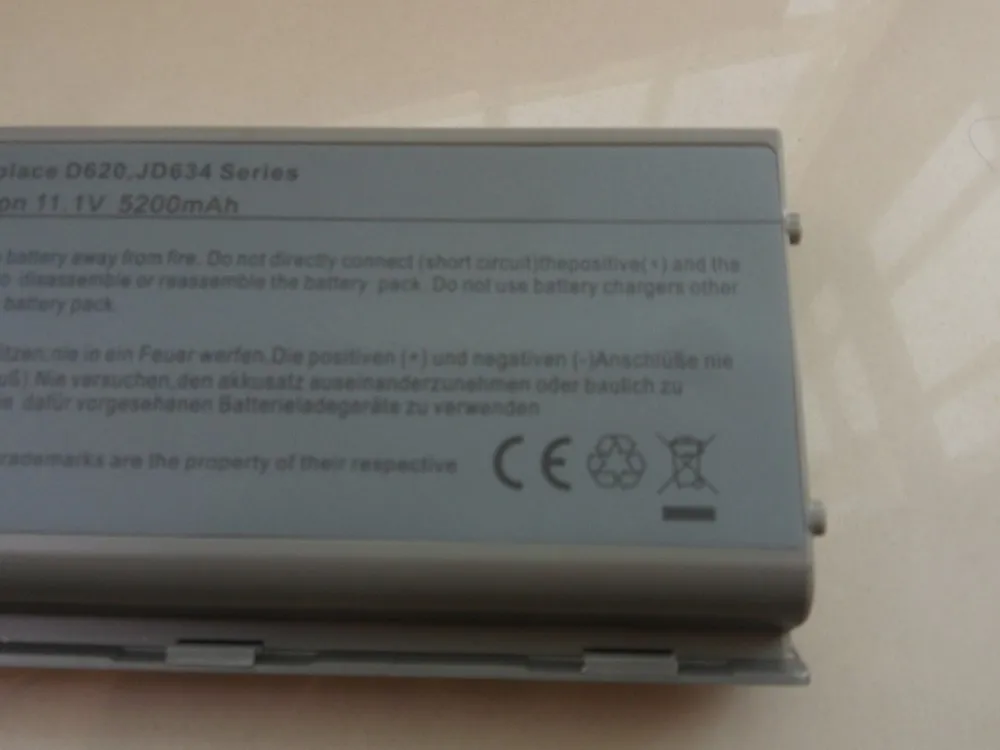 place D620,JD634 Series
on 11.1V 5200mAh
battery away from fire. Do not directly connect (short circuit)thepositive(+) and the
o disassemble or reassemble the battery pack. Do not use battery chargers other
battery pack.
itzen,nie in ein Feuer werfen.Die positiven (+) und negativen (-)Anschlüße nie
uß) Nie versuchen,den akkusatz auseinanderzunehmen oder baulich zu
e dafür vorgesehenen Batterieladegeräte zu verwenden
rademarks are the property of their respective
CE